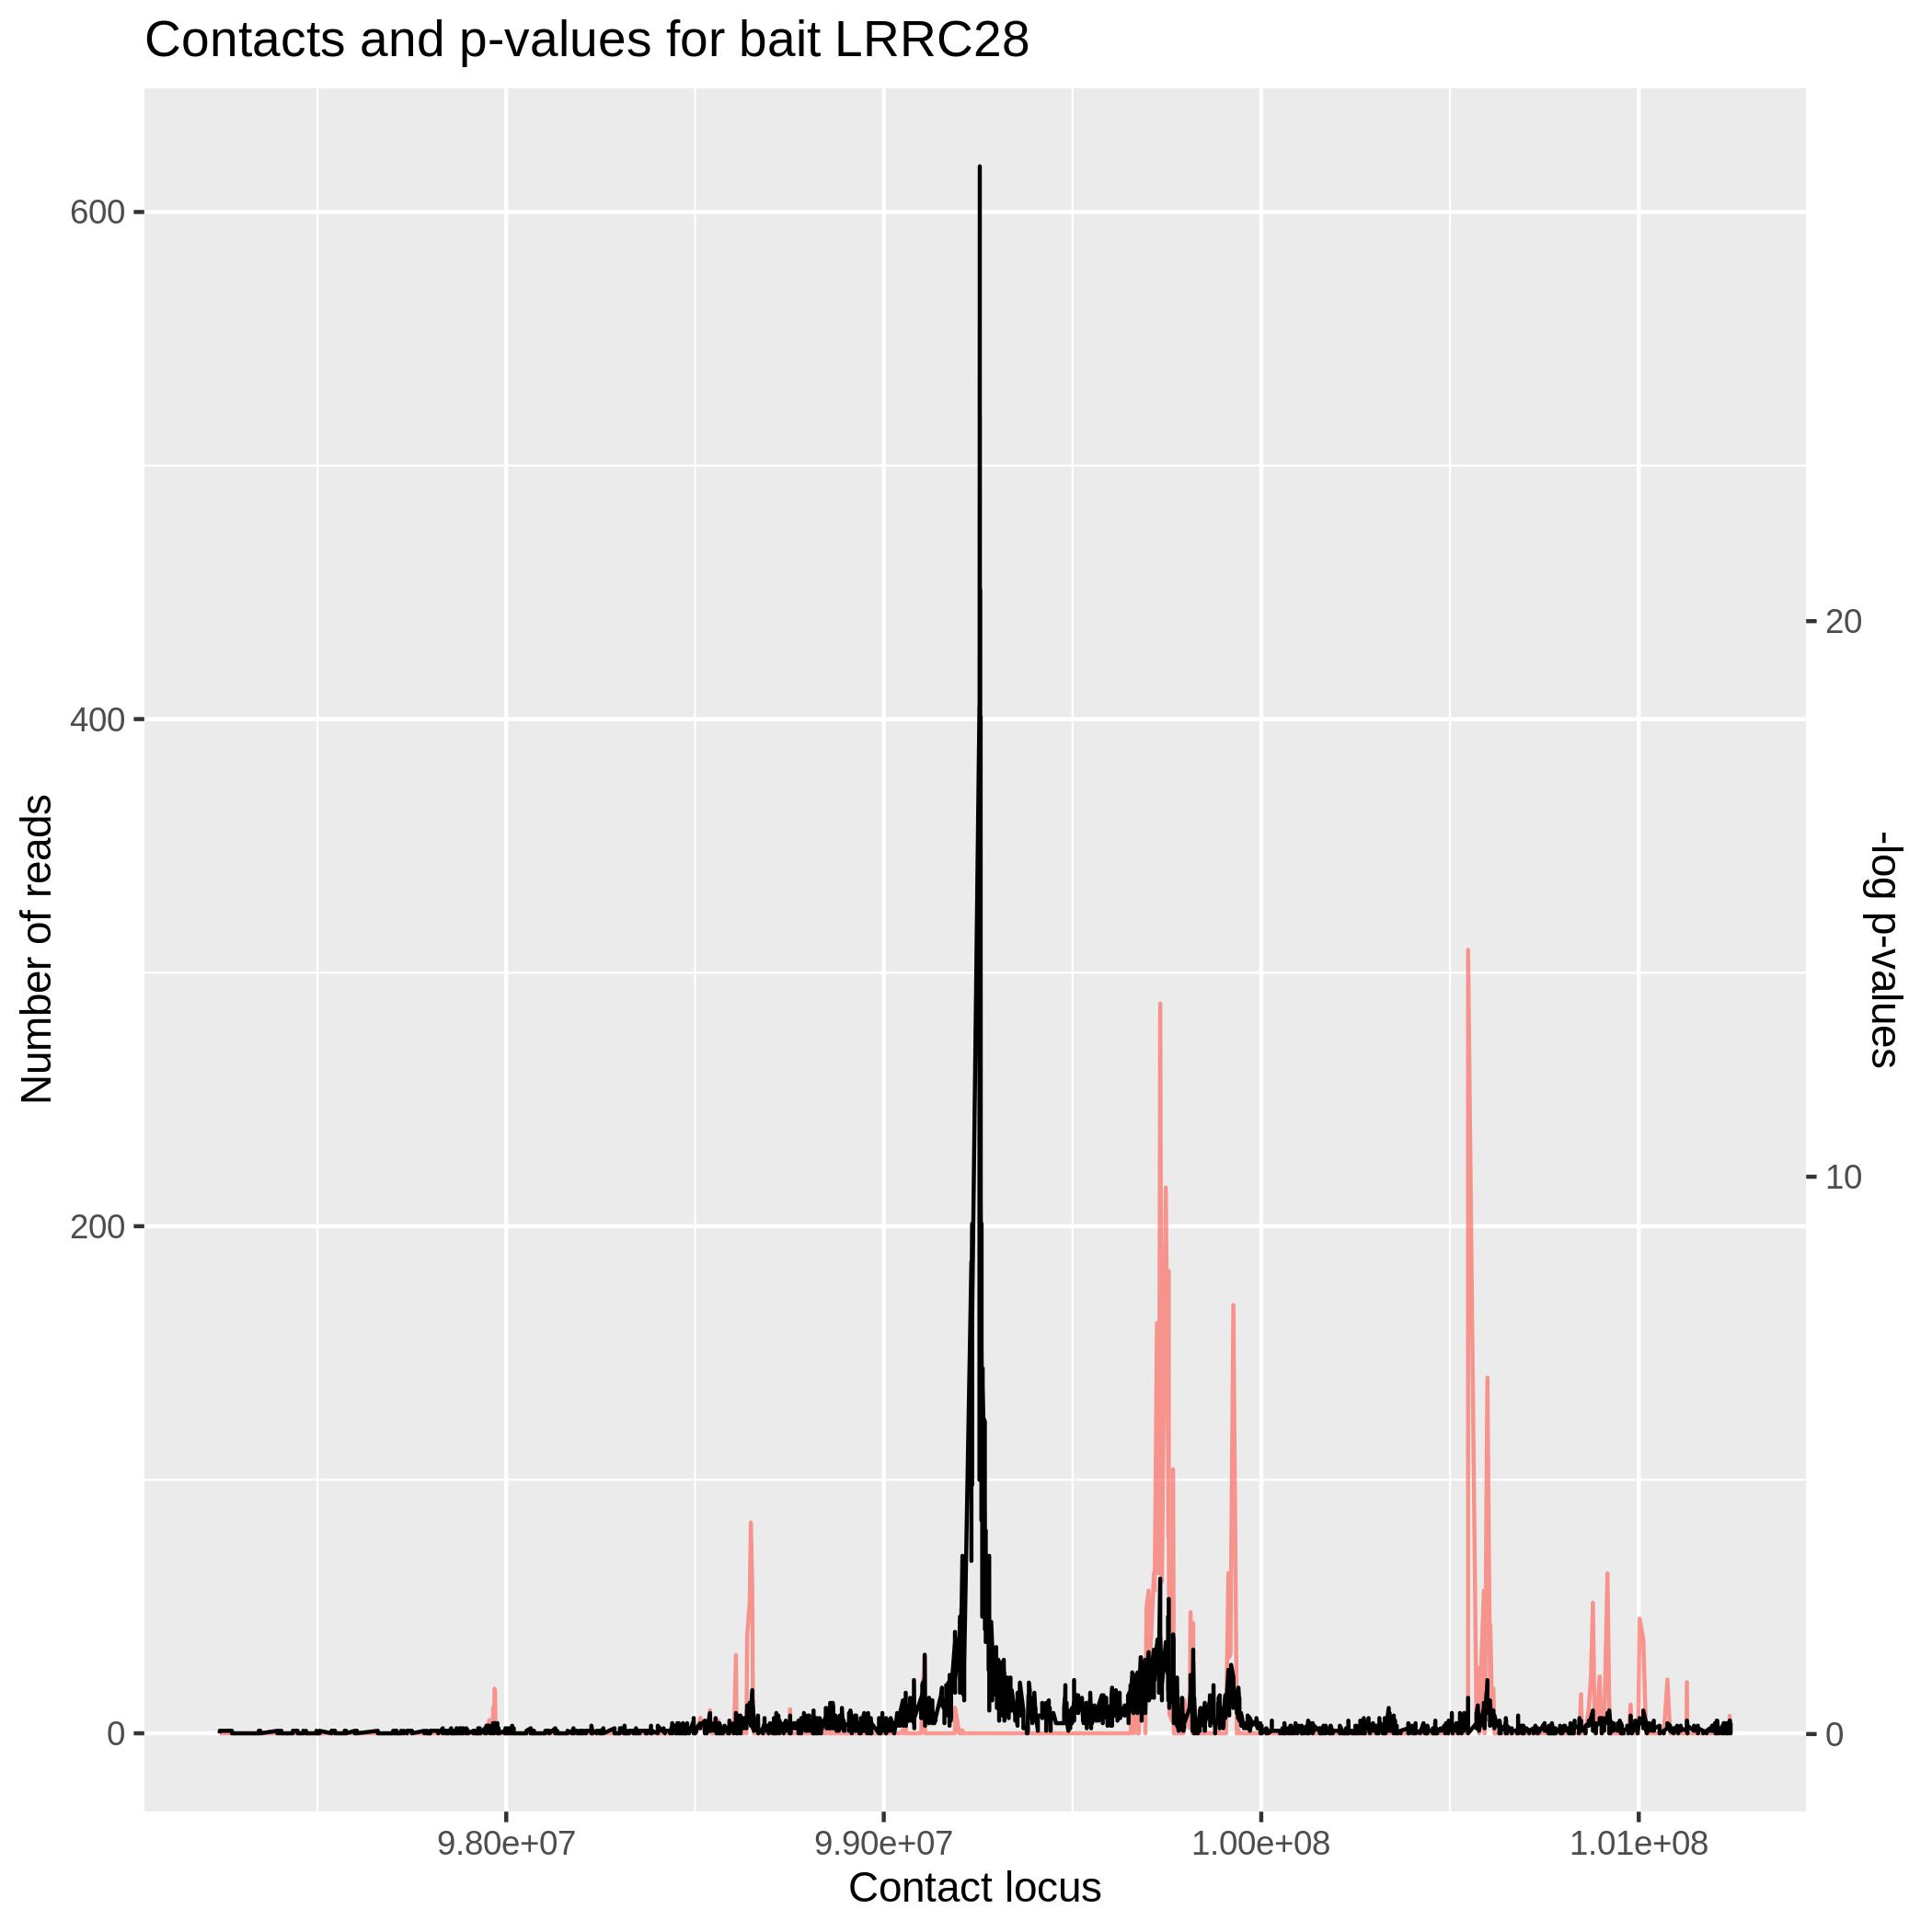 Contacts and p-values for bait LRRC28
600
400
200
0
Number of reads
20
10
0
-log p-values
9.80e+07
9.90e+07
1.00e+08
1.01e+08
Contact locus